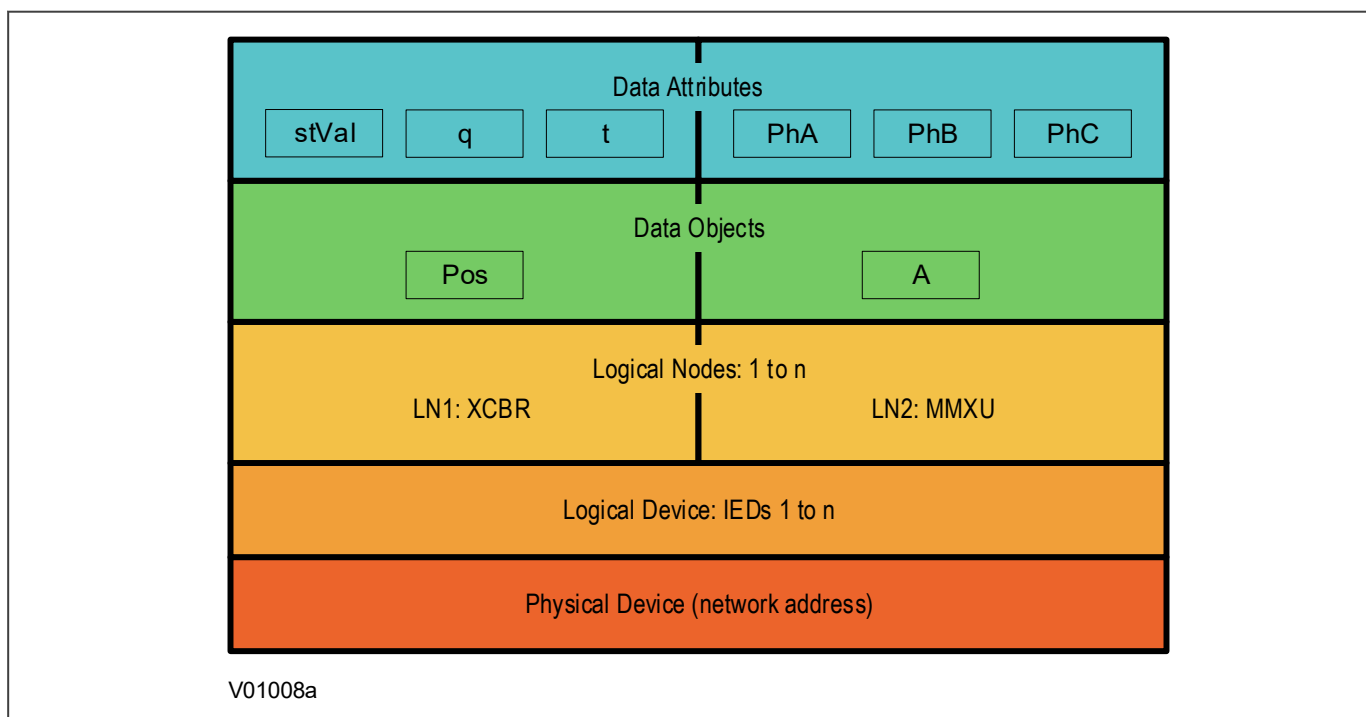 Data Attributes
stVal q t PhA PhB PhC
Data Objects
Pos A
Logical Nodes: 1 to n
LN1: XCBR LN2: MMXU
Logical Device: IEDs 1 to n
Physical Device (network address)
V01008a